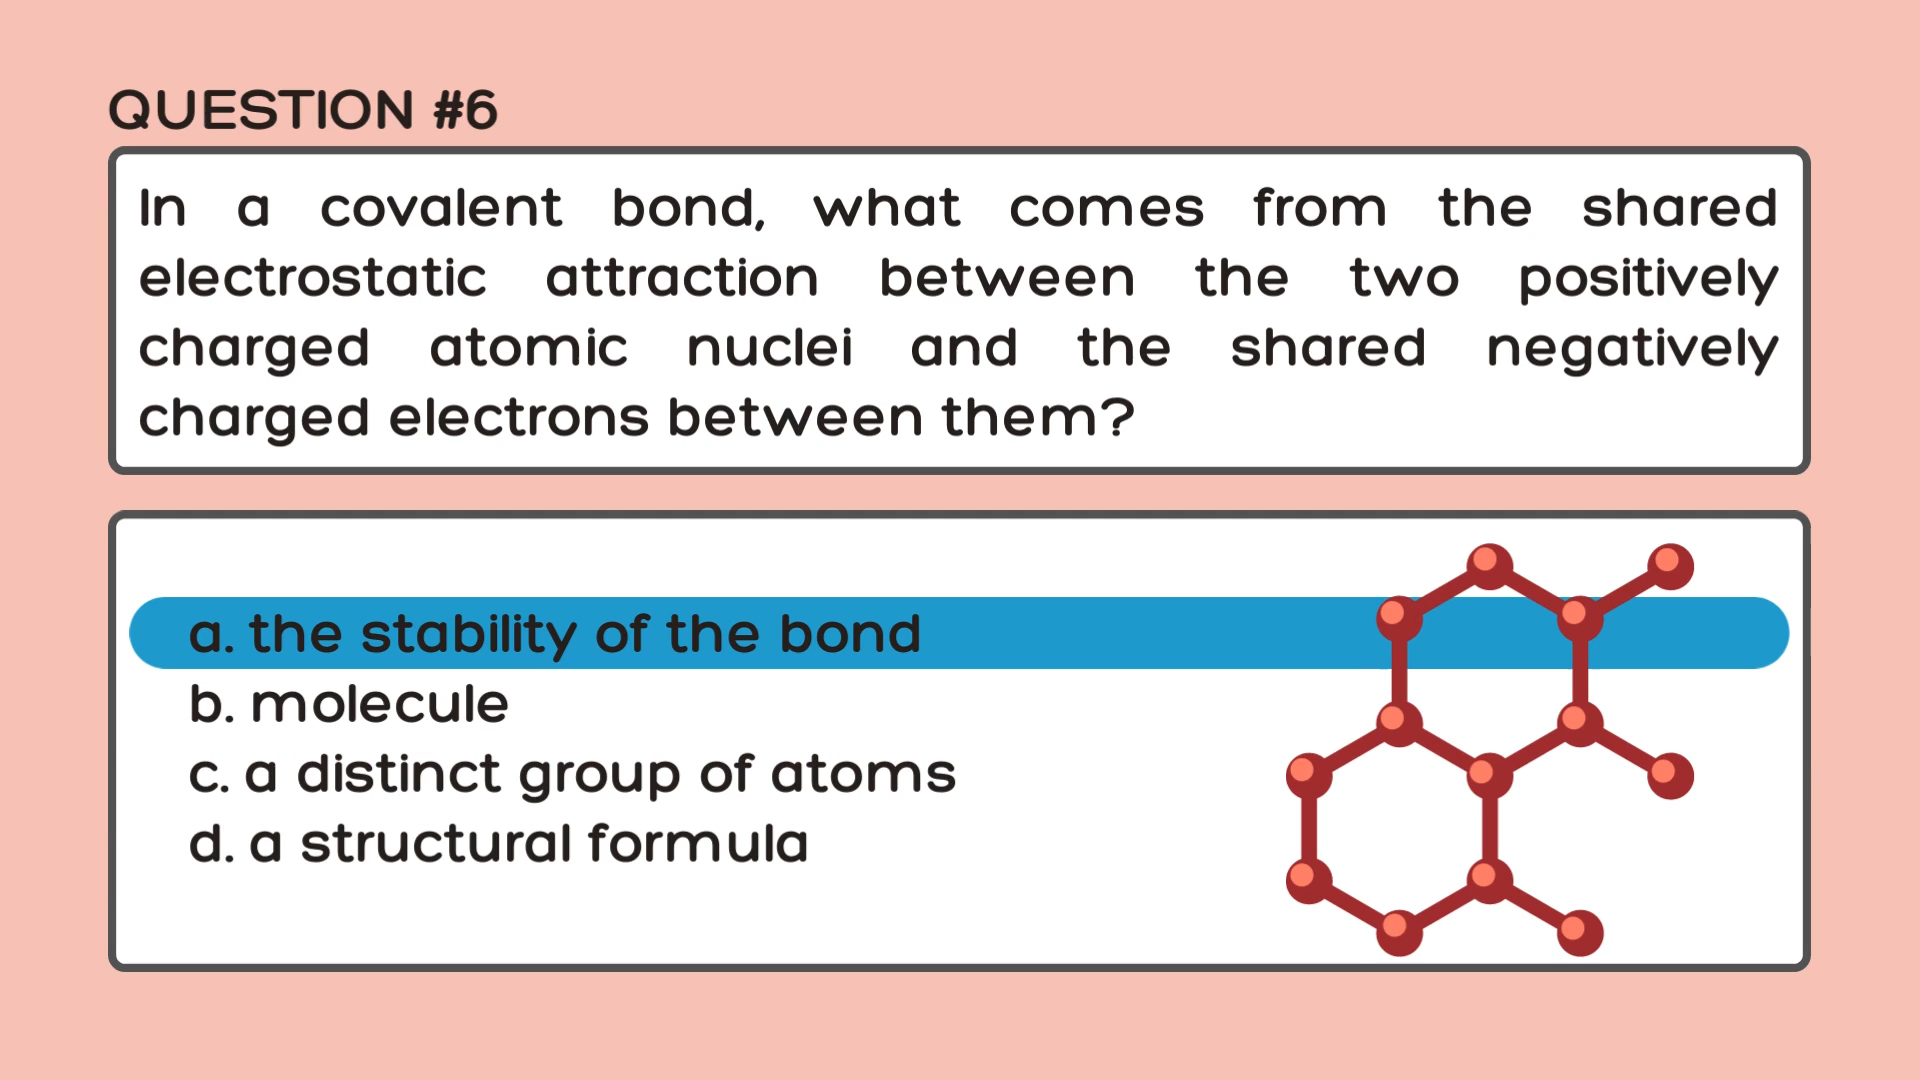 QUESTION #6
In a covalent bond, what comes from the shared
electrostatic attraction between the two positively
charged atomic nuclei and the shared negatively
charged electrons between them?
a. the stability of the bond
b. molecule
c. a distinct group of atoms
d. a structural formula